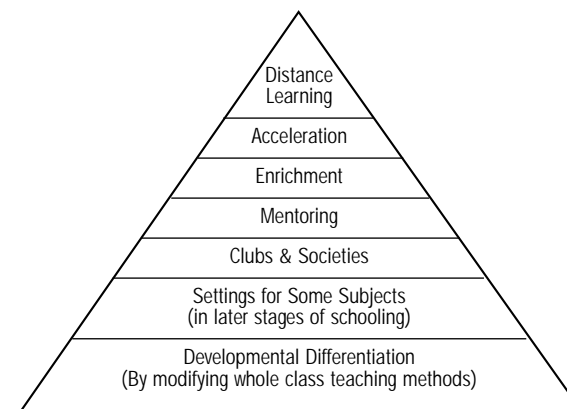 Distance
Learning
Acceleration
Enrichment
Mentoring
Clubs & Societies
Settings for Some Subjects
(in later stages of schooling)
Developmental Differentiation
(By modifying whole class teaching methods)